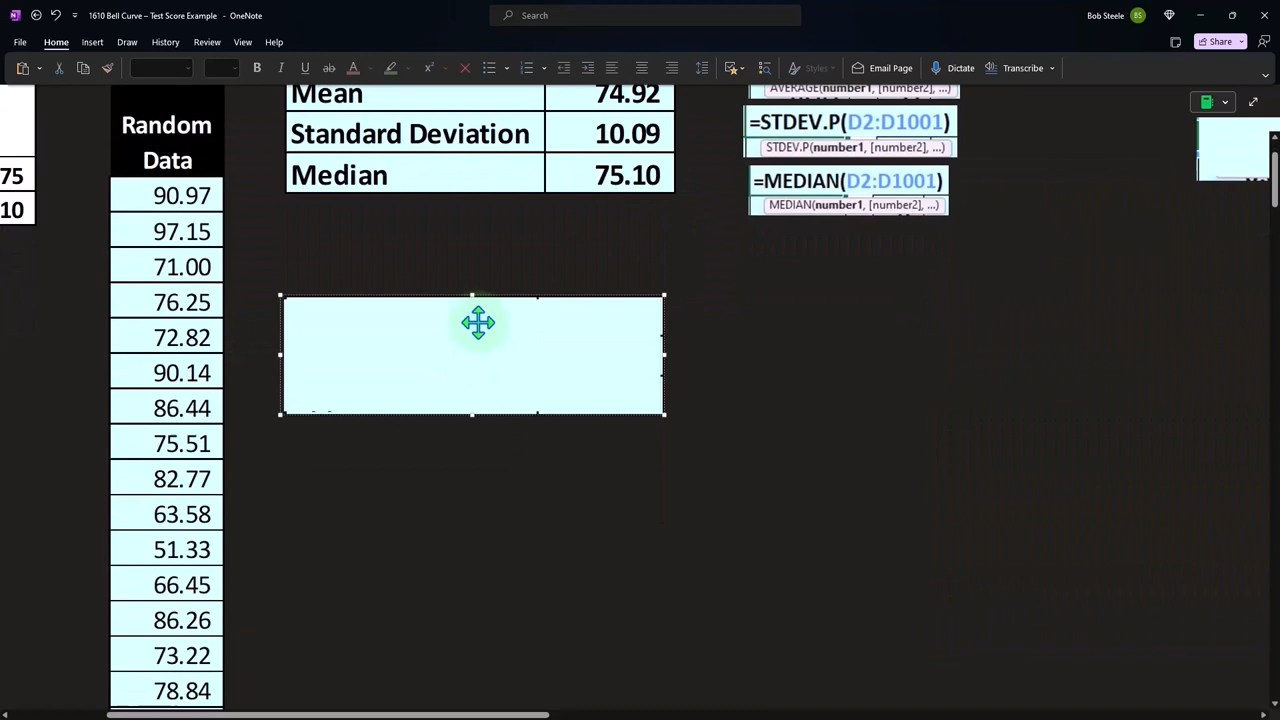 1610 Bell Curve – Test Score Example - OneNote
Search
Bob Steele
BS
File Home Insert Draw History Review View Help
Share
Styles
Email Page
Dictate
Transcribe
Random
Data
75
10
90.97
97.15
71.00
76.25
72.82
90.14
86.44
75.51
82.77
63.58
51.33
66.45
86.26
73.22
78.84
Mean 74.92
Standard Deviation 10.09
Median 75.10
AVERAGE(number1, [number2], ...)
=STDEV.P(D2:D1001)
STDEV.P(number1, [number2], ...)
=MEDIAN(D2:D1001)
MEDIAN(number1, [number2], ...)